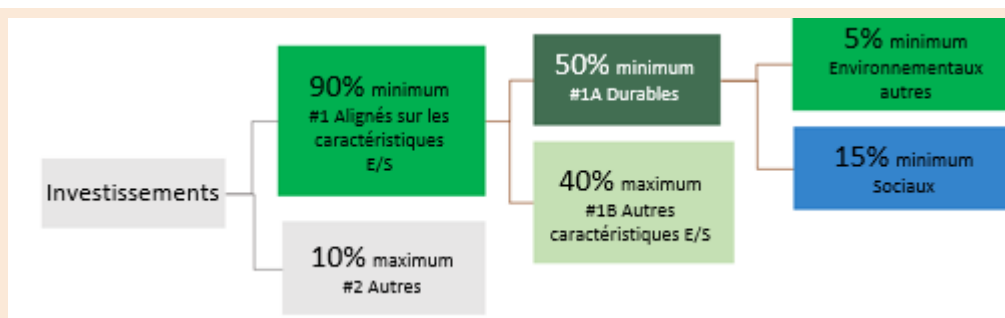 Investissements
90% minimum
#1 Alignés sur les
caractéristiques
E/S
10% maximum
#2 Autres
50% minimum
#1A Durables
40% maximum
#1B Autres
caractéristiques E/S
5% minimum
Environnementaux
autres
15% minimum
Sociaux